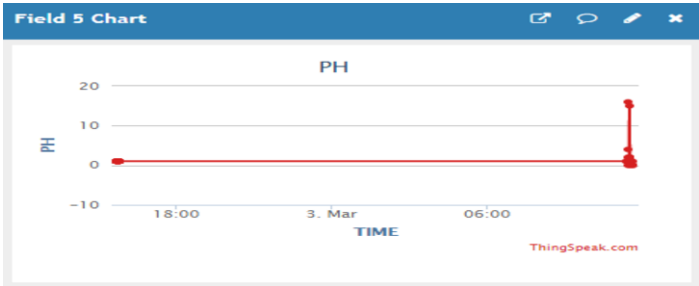 Field 5 Chart
PH
20
10
0
-10
PH
18:00
3. Mar
06:00
TIME
ThingSpeak.com